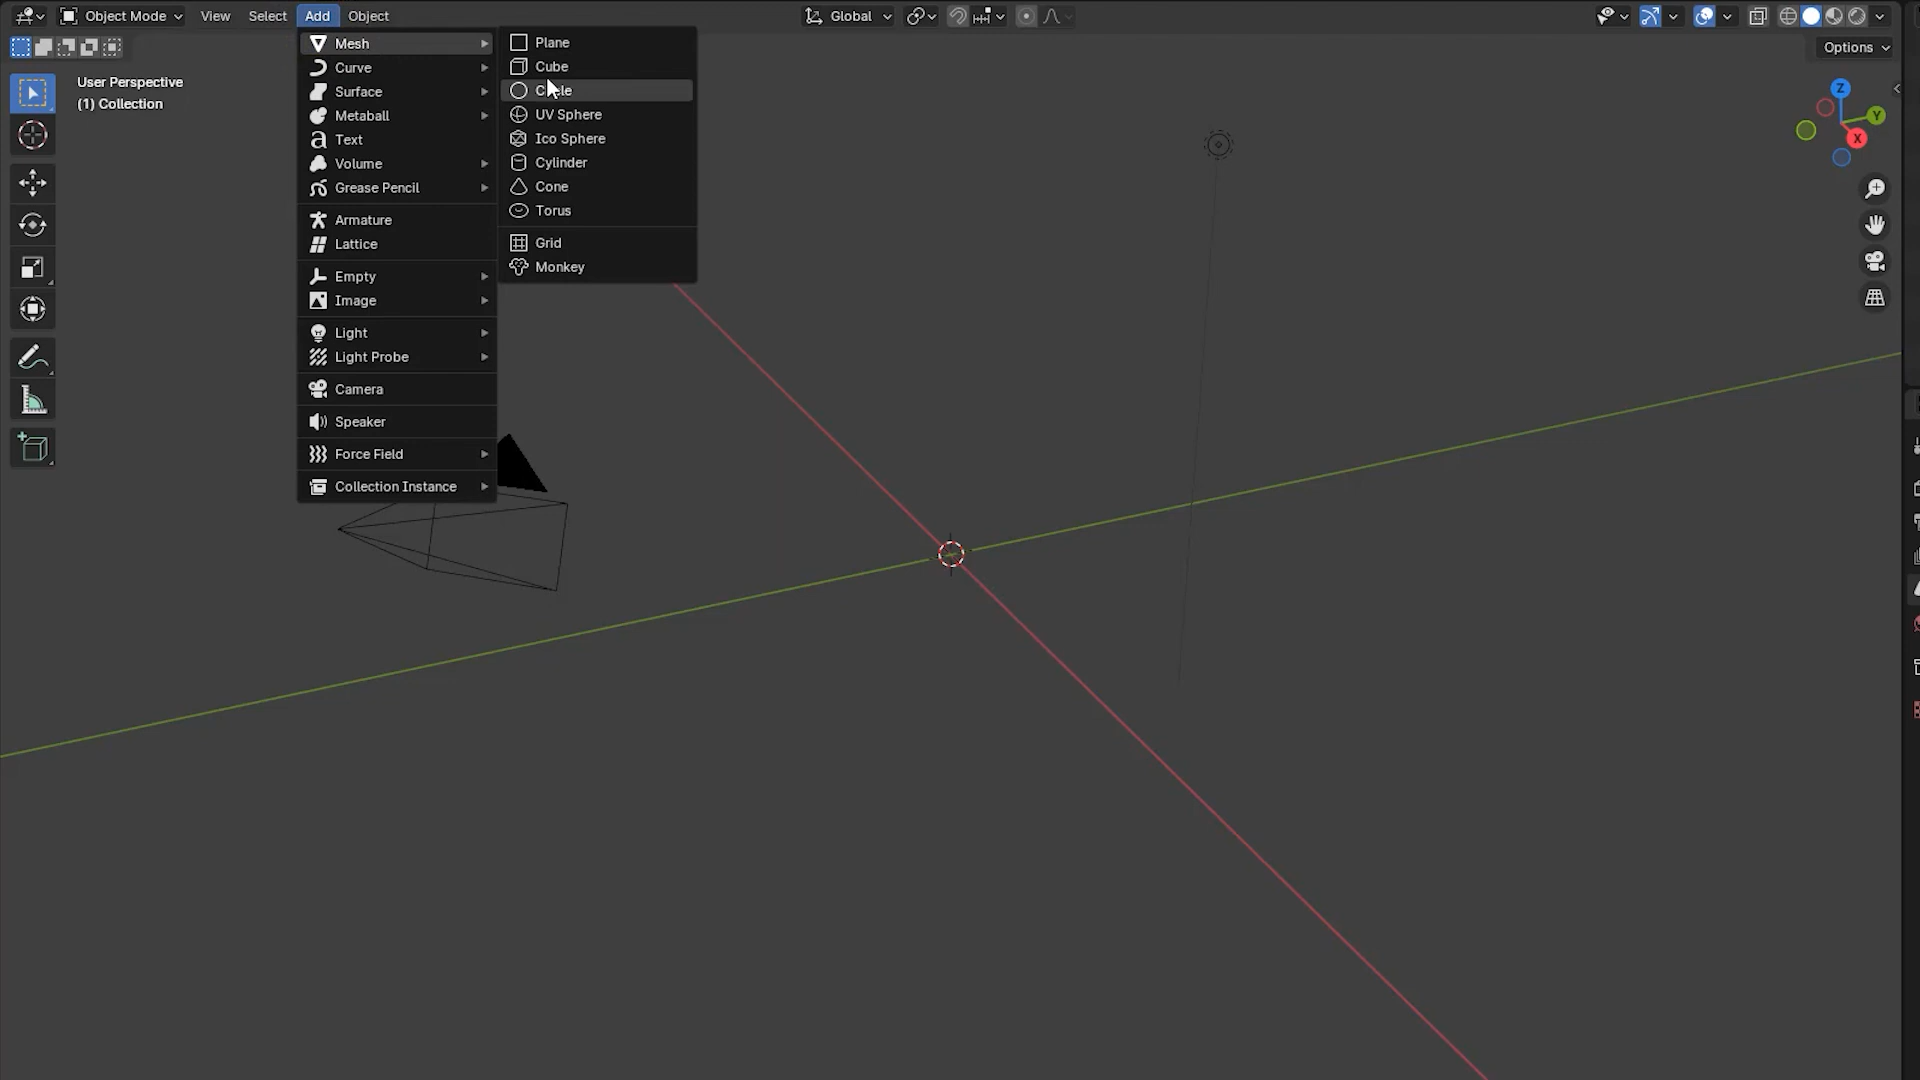 Object Mode View Select Add Object Global
Options
User Perspective
(1) Collection
Mesh
Curve
Surface
Metaball
Text
Volume
Grease Pencil
Armature
Lattice
Empty
Image
Light
Light Probe
Camera
Speaker
Force Field
Collection Instance
Plane
Cube
Circle
UV Sphere
Ico Sphere
Cylinder
Cone
Torus
Grid
Monkey
Z
Y
X